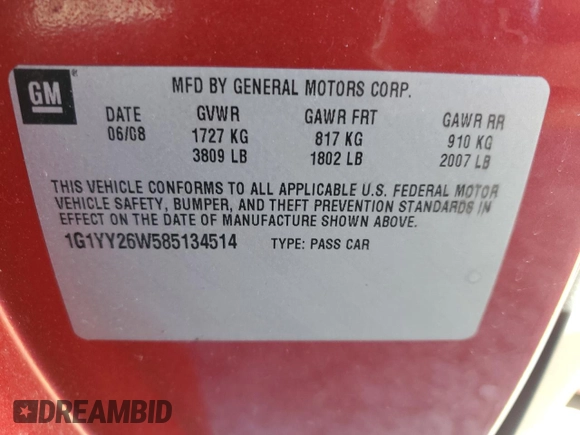 GM
MFD BY GENERAL MOTORS CORP.
DATE GVWR GAWR FRT GAWR RR
06/08 1727 KG 817 KG 910 KG
3809 LB 1802 LB 2007 LB
THIS VEHICLE CONFORMS TO ALL APPLICABLE U.S. FEDERAL MOTOR
VEHICLE SAFETY, BUMPER, AND THEFT PREVENTION STANDARDS IN
EFFECT ON THE DATE OF MANUFACTURE SHOWN ABOVE.
1G1YY26W585134514 TYPE: PASS CAR
DREAMBID